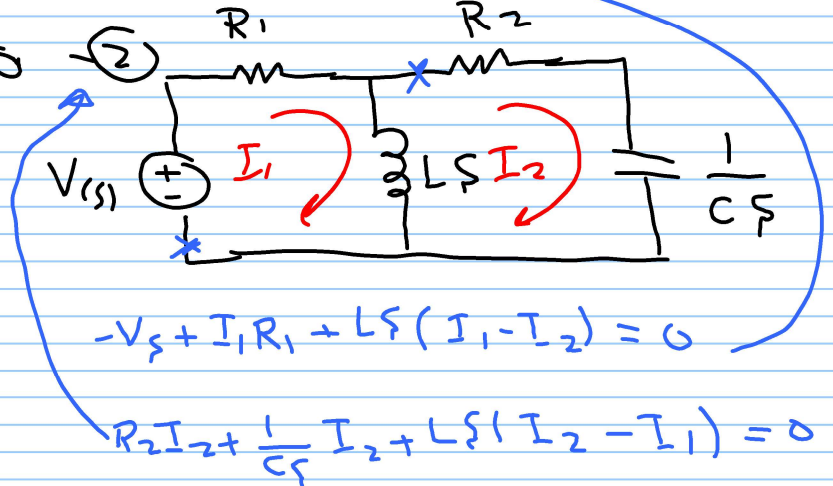 R1 R2
- 2
V(s) + - I1 LS I2 1/CS
-Vs + I1R1 + LS(I1-I2) = 0
R2I2 + 1/CS I2 + LS(I2-I1) = 0